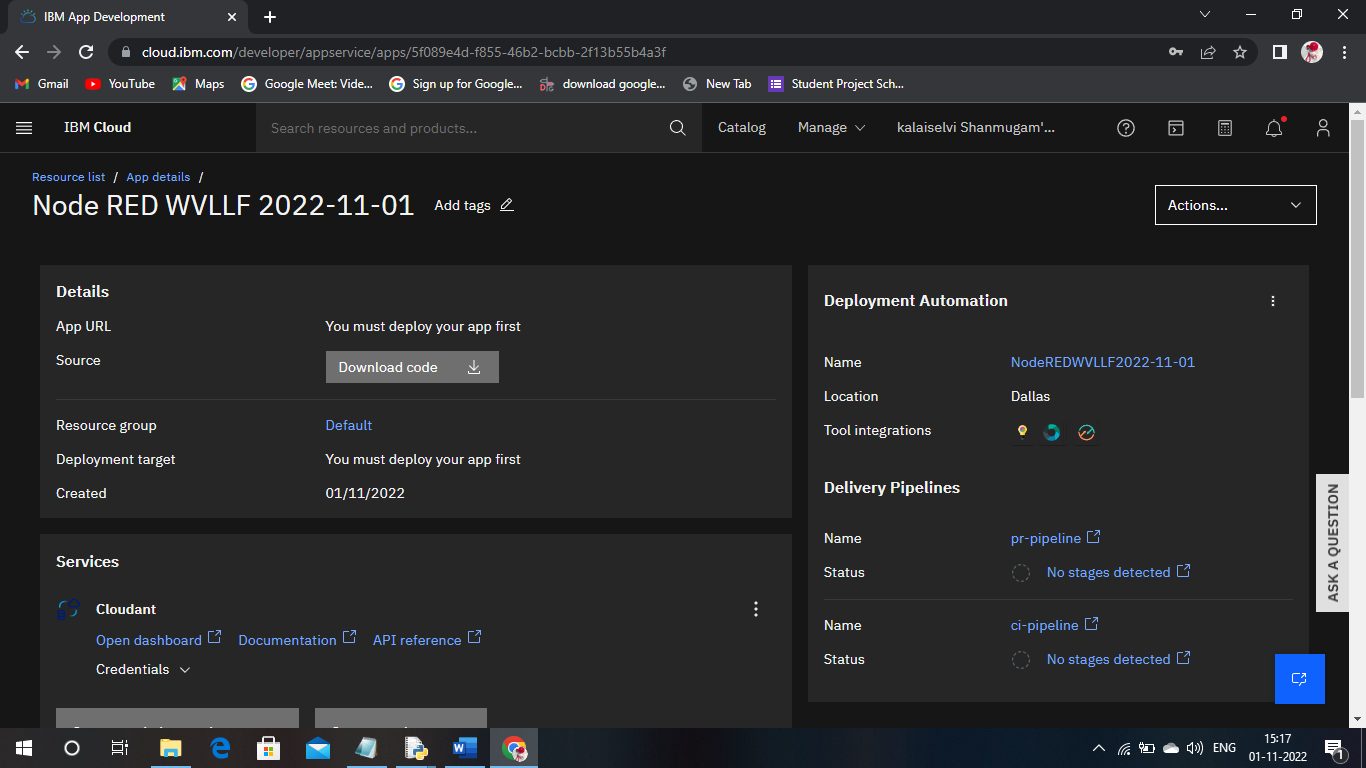 IBM App Development
cloud.ibm.com/developer/appservice/apps/5f089e4d-f855-46b2-bcbb-2f13b55b4a3f
Gmail YouTube Maps Google Meet: Vide... Sign up for Google... download google... New Tab Student Project Sch...
IBM Cloud Search resources and products... Catalog Manage kalaiselvi Shanmugam'...
Resource list / App details /
Node RED WVLLF 2022-11-01 Add tags
Actions...
Details
App URL You must deploy your app first
Source Download code
Resource group Default
Deployment target You must deploy your app first
Created 01/11/2022
Services
Cloudant
Open dashboard Documentation API reference
Credentials
Deployment Automation
Name NodeREDWVLLF2022-11-01
Location Dallas
Tool integrations
Delivery Pipelines
Name pr-pipeline
Status No stages detected
Name ci-pipeline
Status No stages detected
ASK A QUESTION
ENG
15:17
01-11-2022
1